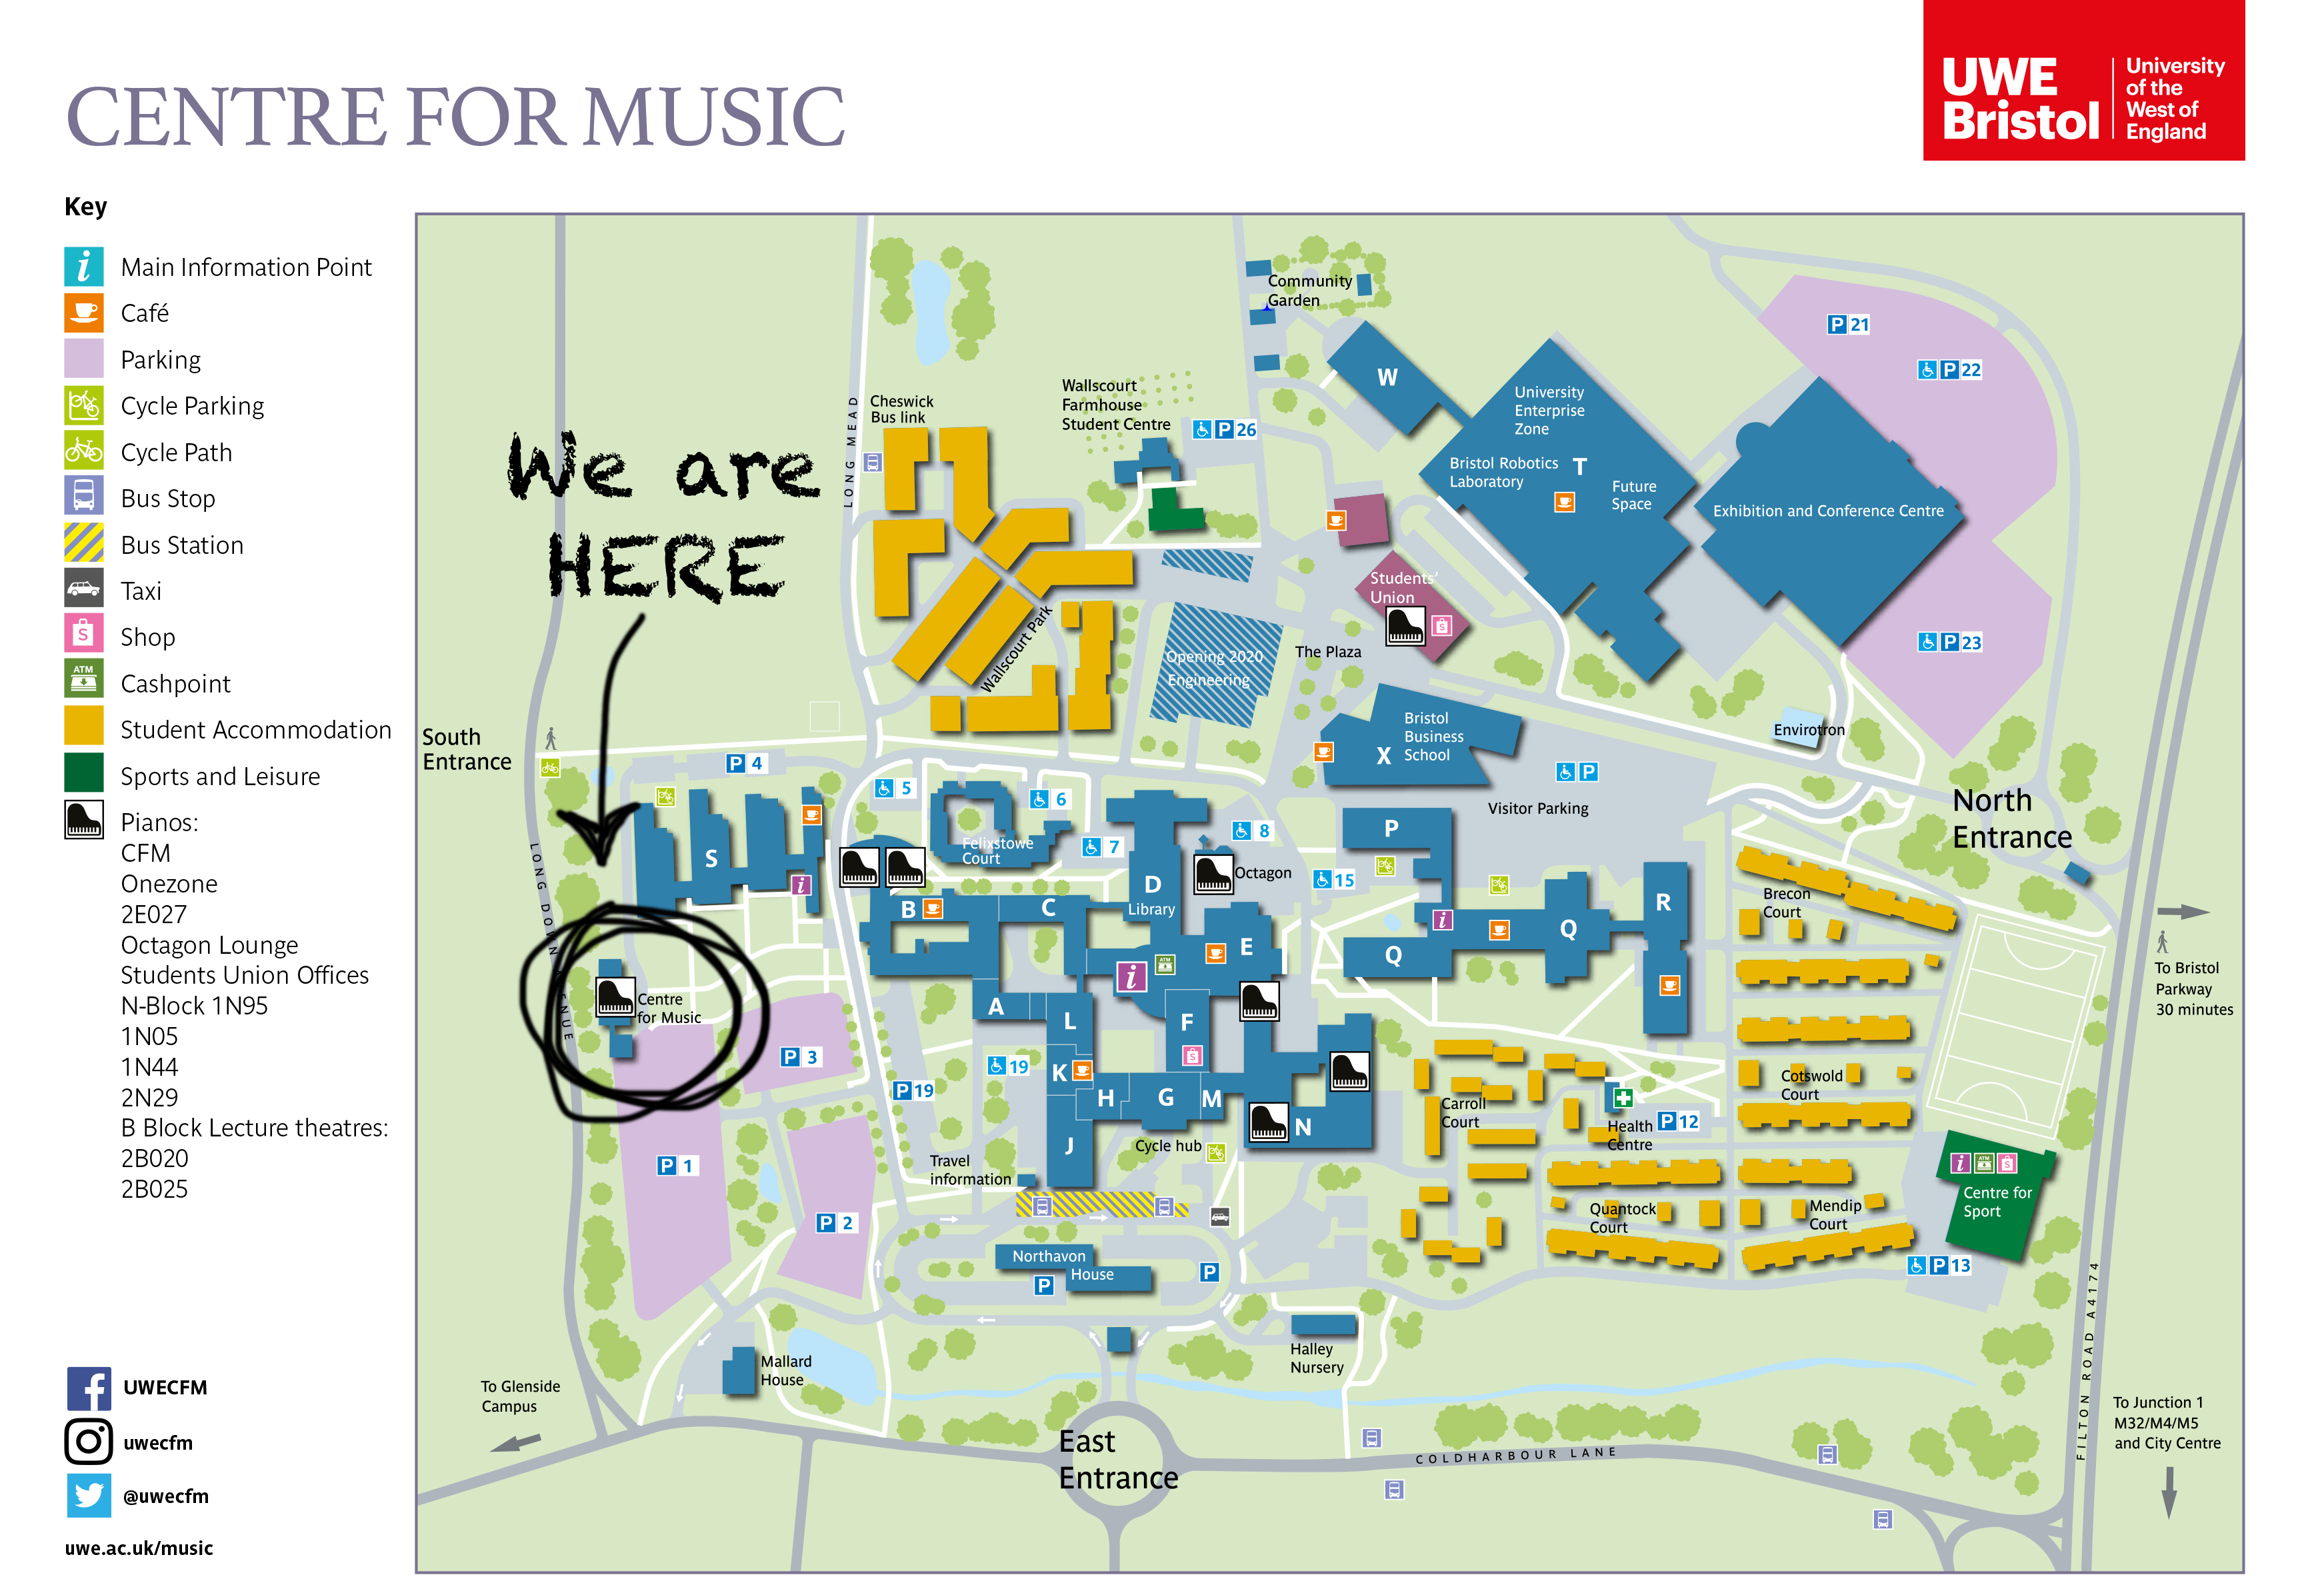 CENTRE FOR MUSIC
UWE
Bristol
University
of the
West of
England
Key
Main Information Point
Café
Parking
Cycle Parking
Cycle Path
Bus Stop
Bus Station
Taxi
Shop
ATM
Cashpoint
Student Accommodation
Sports and Leisure
Pianos:
CFM
Onezone
2E027
Octagon Lounge
Students Union Offices
N-Block 1N95
1N05
1N44
2N29
B Block Lecture theatres:
2B020
2B025
UWECFM
uwecfm
@uwecfm
uwe.ac.uk/music
We are
HERE
Community
Garden
W
P 21
P 22
University
Enterprise
Zone
Bristol Robotics
Laboratory
T
Future
Space
Exhibition and Conference Centre
P 23
Cheswick
Bus link
LONG MEAD
Wallscourt
Farmhouse
Student Centre
P 26
Wallscourt Park
Students'
Union
The Plaza
Opening 2020
Engineering
Bristol
Business
School
X
P
Visitor Parking
Envirotron
North
Entrance
South
Entrance
P 4
5
6
7
8
Felixstowe
Court
S
LONG DOWN AVENUE
D
Library
Octagon
15
P
Q
Q
R
B
C
E
A
L
F
K
H
G
M
N
J
19
P 19
Centre
for Music
P 3
P 1
P 2
Travel
information
Cycle hub
Northavon
House
P
P
Mallard
House
Halley
Nursery
Brecon
Court
Cotswold
Court
Carroll
Court
Health
Centre
P 12
Quantock
Court
Mendip
Court
ATM
Centre for
Sport
P 13
To Bristol
Parkway
30 minutes
To Glenside
Campus
East
Entrance
COLDHARBOUR LANE
FILTON ROAD A4174
To Junction 1
M32/M4/M5
and City Centre